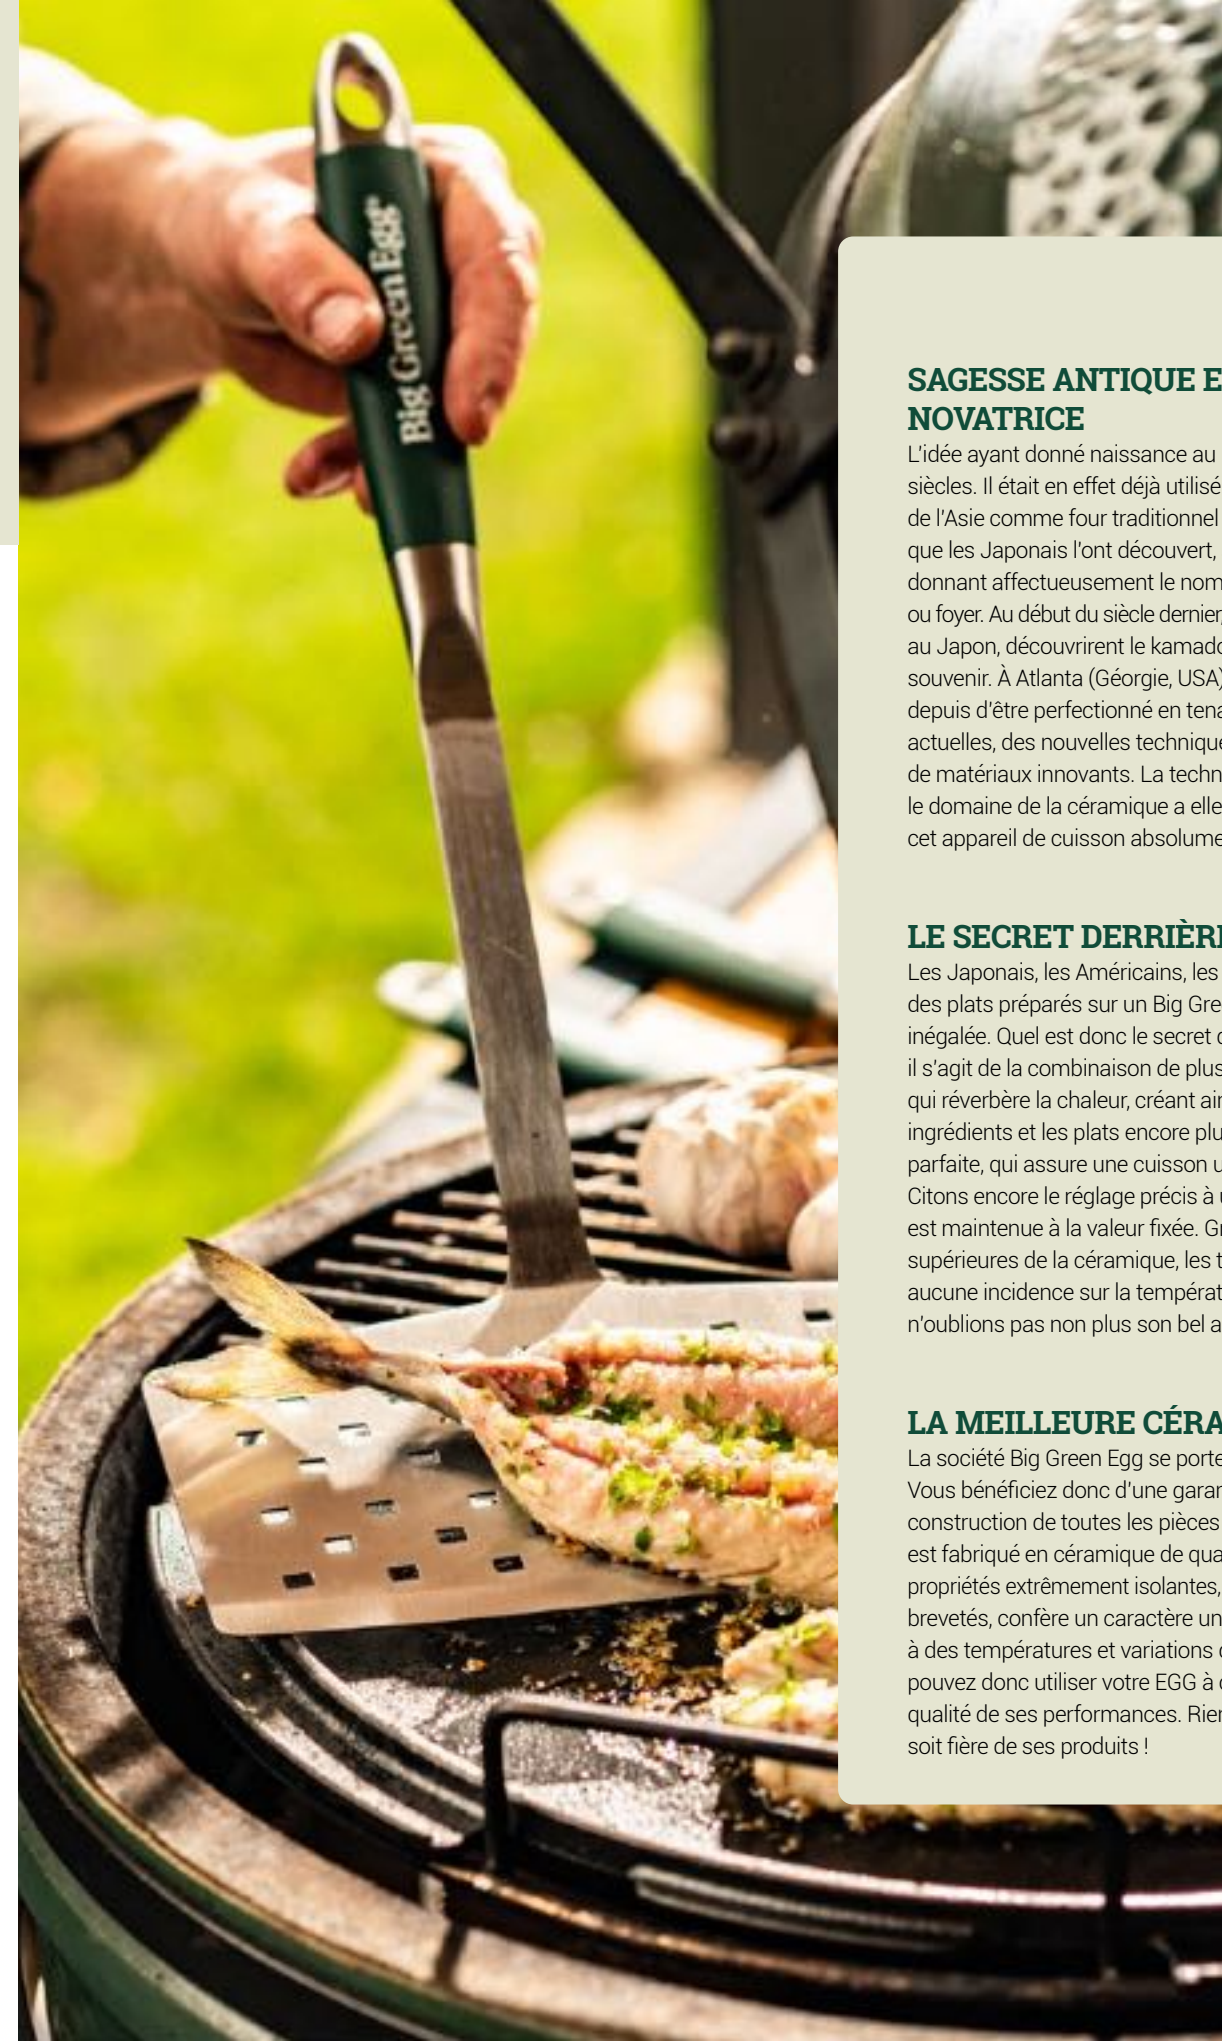 Big Green Egg®
SAGESSE ANTIQUE E
NOVATRICE
L'idée ayant donné naissance au
siècles. Il était en effet déjà utilisé
de l'Asie comme four traditionnel
que les Japonais l'ont découvert,
donnant affectueusement le nom
ou foyer. Au début du siècle dernier,
au Japon, découvrirent le kamado
souvenir. À Atlanta (Géorgie, USA)
depuis d'être perfectionné en tena
actuelles, des nouvelles technique
de matériaux innovants. La techn
le domaine de la céramique a elle
cet appareil de cuisson absolume
LE SECRET DERRIÈRE
Les Japonais, les Américains, les
des plats préparés sur un Big Gre
inégalée. Quel est donc le secret d
il s'agit de la combinaison de plus
qui réverbère la chaleur, créant ain
ingrédients et les plats encore plu
parfaite, qui assure une cuisson u
Citons encore le réglage précis à u
est maintenue à la valeur fixée. Gr
supérieures de la céramique, les t
aucune incidence sur la températ
n'oublions pas non plus son bel a
LA MEILLEURE CÉRA
La société Big Green Egg se porte
Vous bénéficiez donc d'une garan
construction de toutes les pièces
est fabriqué en céramique de qua
propriétés extrêmement isolantes,
brevetés, confère un caractère un
à des températures et variations d
pouvez donc utiliser votre EGG à c
qualité de ses performances. Rien
soit fière de ses produits !